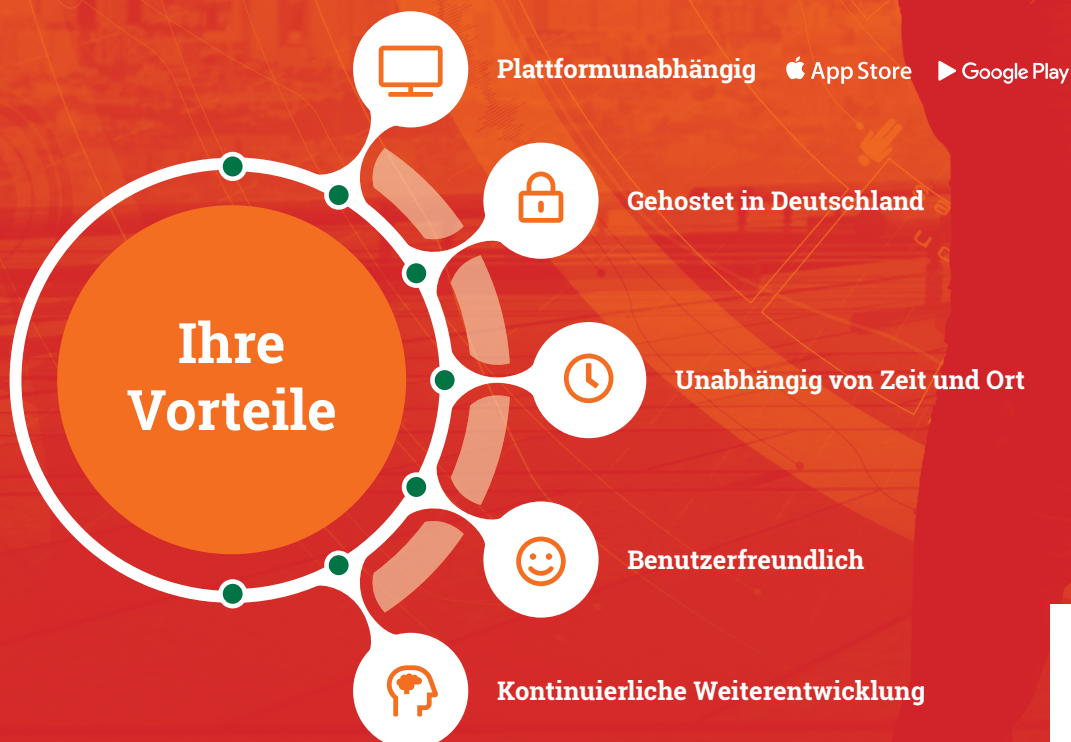 Plattformunabhängig App Store Google Play
Gehostet in Deutschland
Ihre
Vorteile
Unabhängig von Zeit und Ort
Benutzerfreundlich
Kontinuierliche Weiterentwicklung